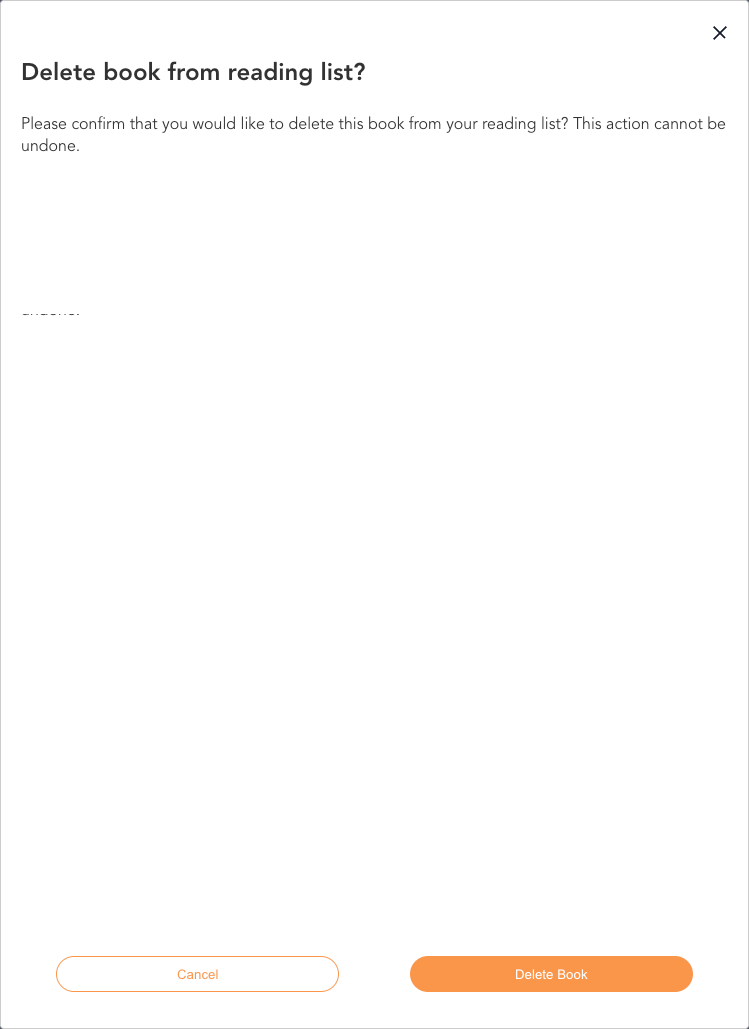 Delete book from reading list?
Please confirm that you would like to delete this book from your reading list? This action cannot be
undone.
Cancel
Delete Book